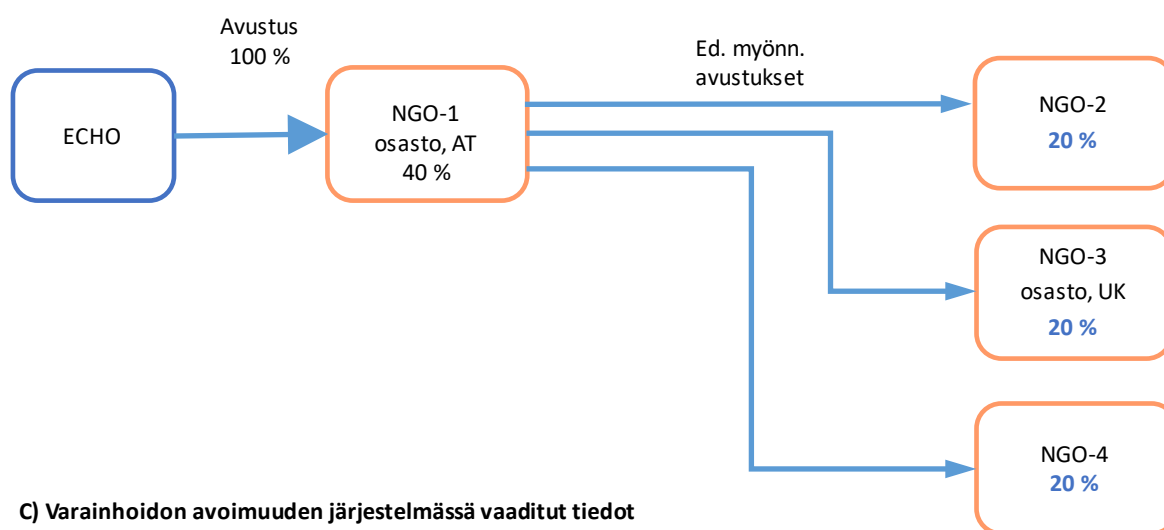 Avustus
100 %
ECHO
NGO-1
osasto, AT
40 %
Ed. myönn.
avustukset
NGO-2
20 %
NGO-3
osasto, UK
20 %
NGO-4
20 %
C) Varainhoidon avoimuuden järjestelmässä vaaditut tiedot